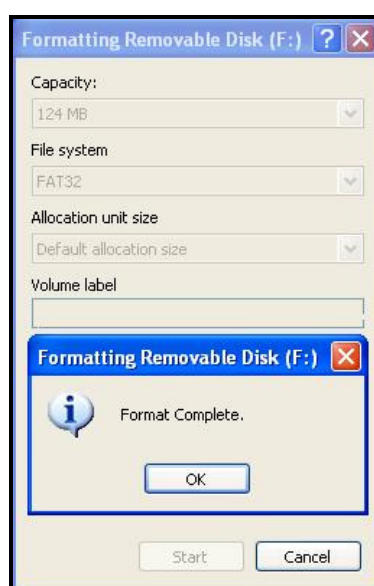 Formatting Removable Disk (F:)
Capacity:
124 MB
File system
FAT32
Allocation unit size
Default allocation size
Volume label
Formatting Removable Disk (F:)
Format Complete.
OK
Start Cancel